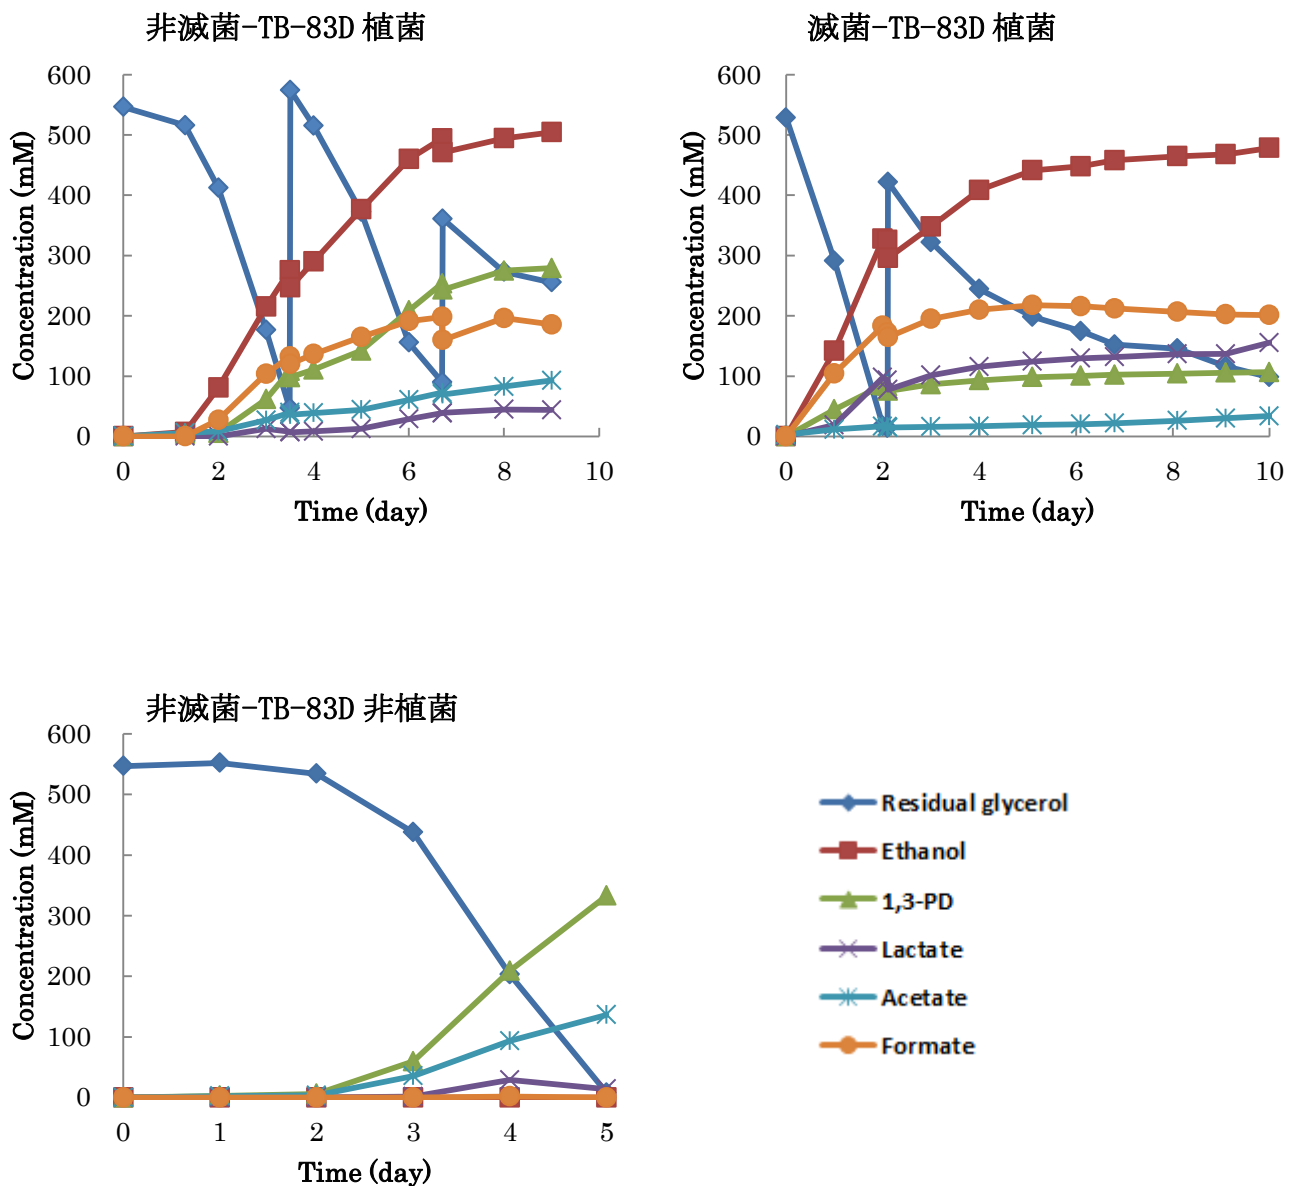 非滅菌-TB-83D 植菌
600
500
400
300
200
100
0
Concentration (mM)
0 2 4 6 8 10
Time (day)
滅菌-TB-83D 植菌
600
500
400
300
200
100
0
Concentration (mM)
0 2 4 6 8 10
Time (day)
非滅菌-TB-83D 非植菌
600
500
400
300
200
100
0
Concentration (mM)
0 1 2 3 4 5
Time (day)
Residual glycerol
Ethanol
1,3-PD
Lactate
Acetate
Formate